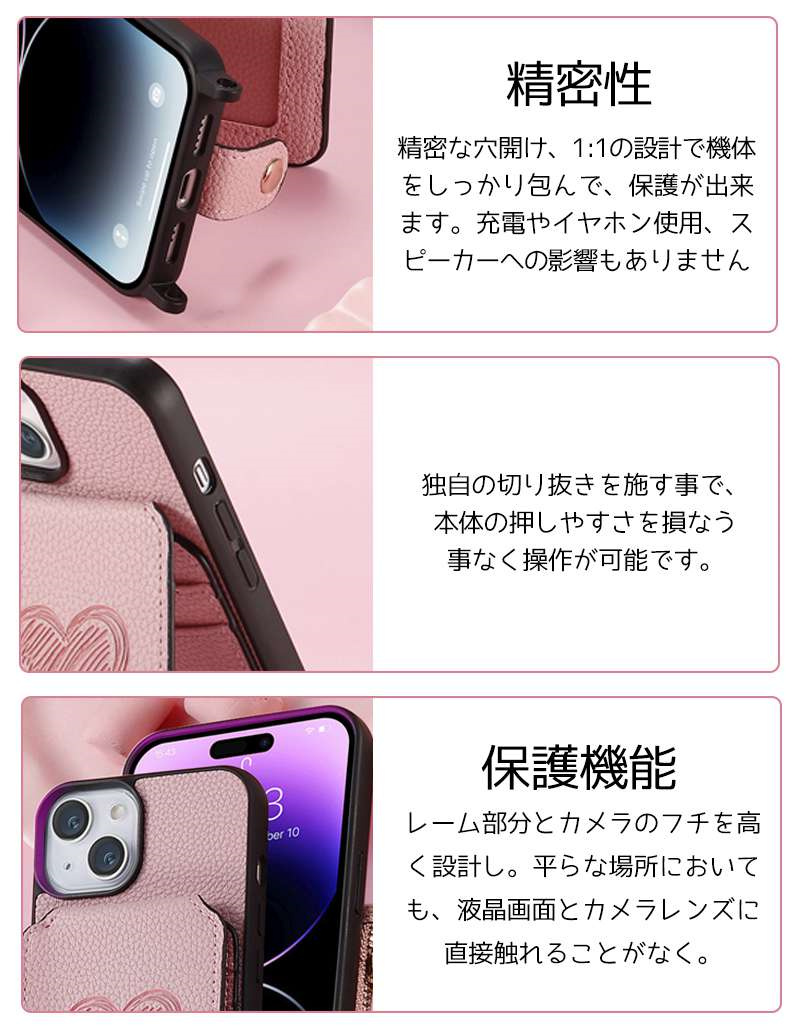 精密性
精密な穴開け、1:1の設計で機体
をしっかり包んで、保護が出来
ます。充電やイヤホン使用、ス
ピーカーへの影響もありません
独自の切り抜きを施す事で、
本体の押しやすさを損なう
事なく操作が可能です。
保護機能
レーム部分とカメラのフチを高
く設計し。平らな場所において
も、液晶画面とカメラレンズに
直接触れることがなく。